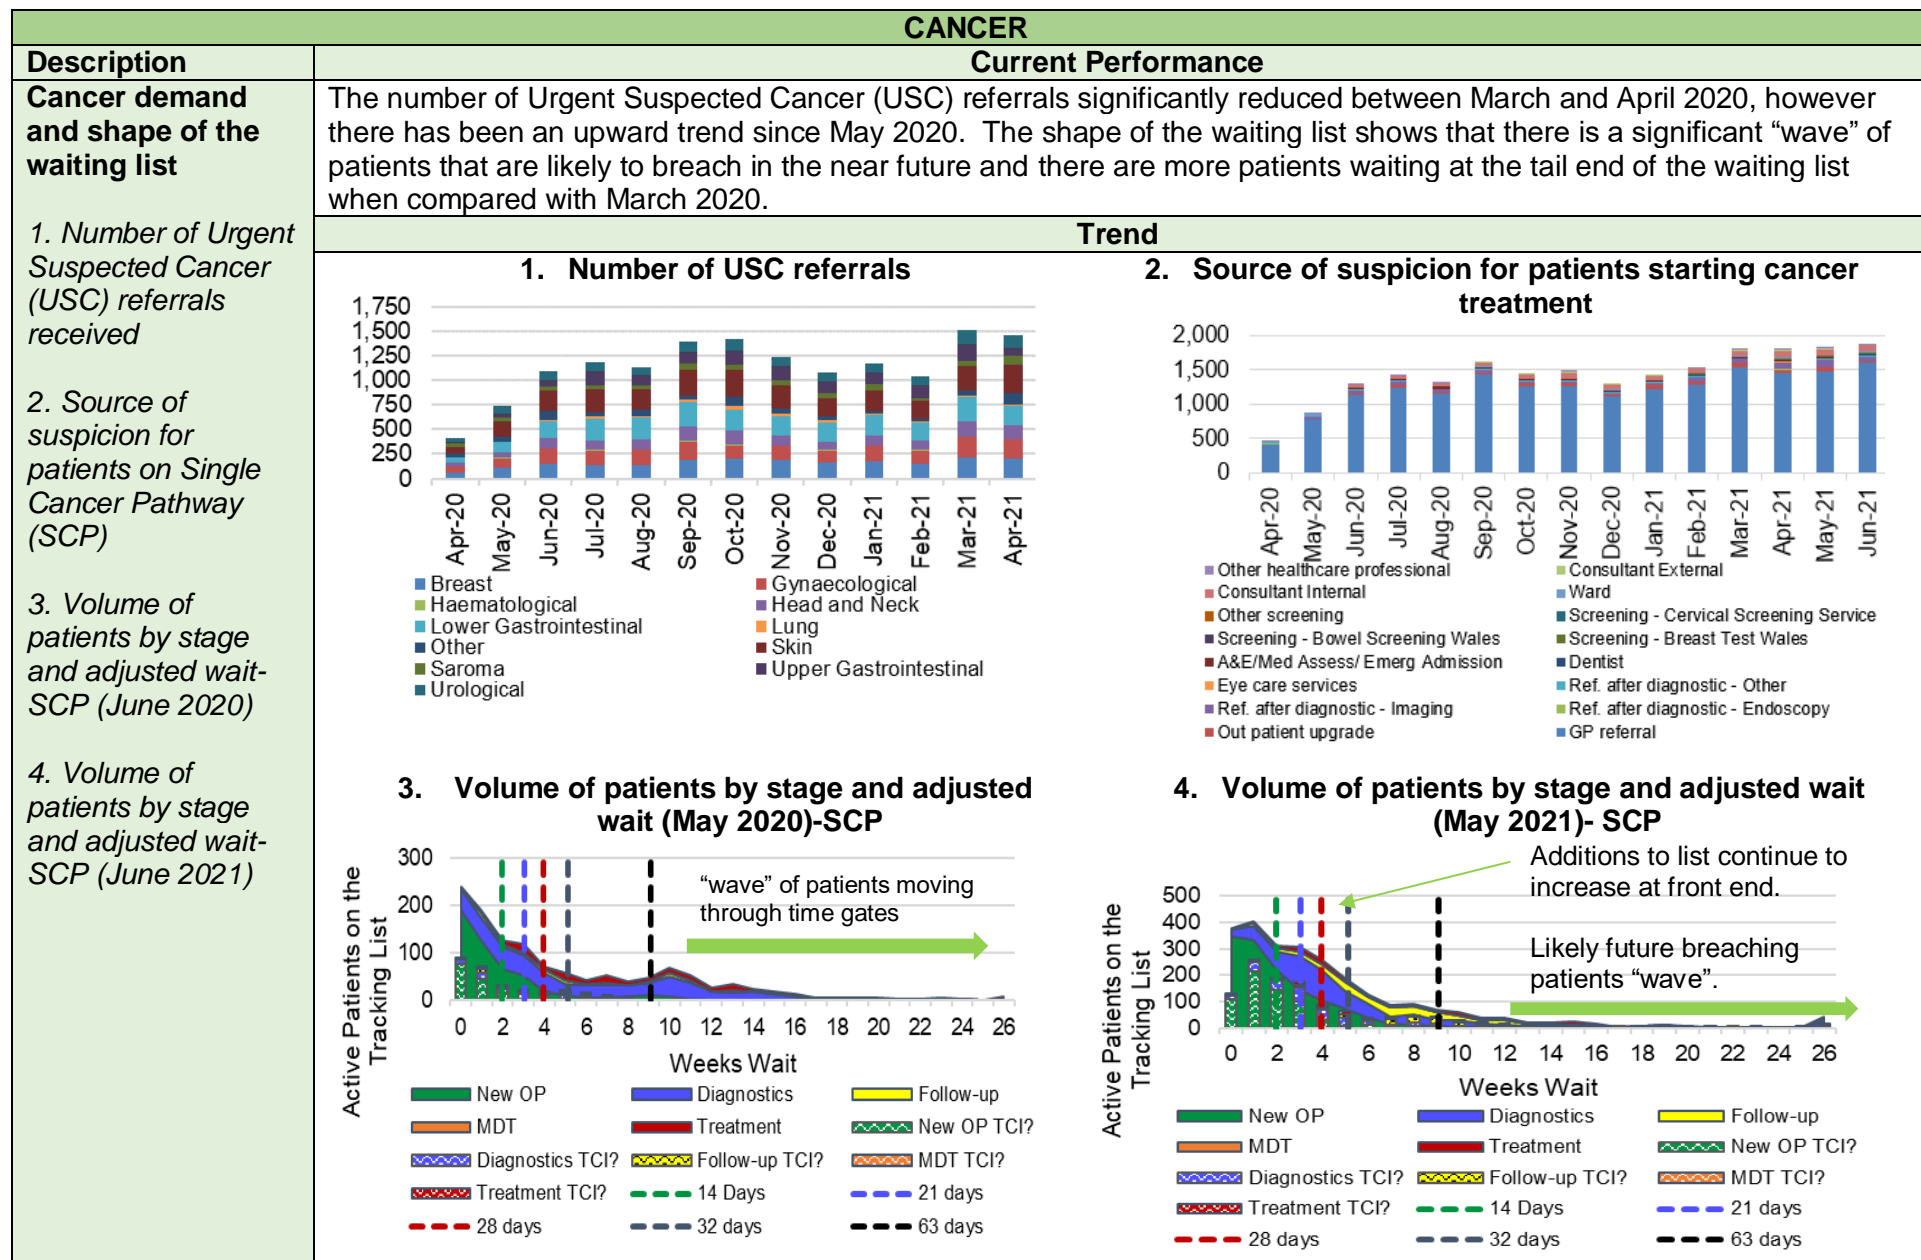 CANCER
Description
Current Performance
Cancer demand
and shape of the
waiting list
1. Number of Urgent
Suspected Cancer
(USC) referrals
received
2. Source of
suspicion for
patients on Single
Cancer Pathway
(SCP)
3. Volume of
patients by stage
and adjusted wait-
SCP (June 2020)
4. Volume of
patients by stage
and adjusted wait-
SCP (June 2021)
The number of Urgent Suspected Cancer (USC) referrals significantly reduced between March and April 2020, however
there has been an upward trend since May 2020. The shape of the waiting list shows that there is a significant “wave” of
patients that are likely to breach in the near future and there are more patients waiting at the tail end of the waiting list
when compared with March 2020.
Trend
1. Number of USC referrals
1,750
1,500
1,250
1,000
750
500
250
0
Apr-20
May-20
Jun-20
Jul-20
Aug-20
Sep-20
Oct-20
Nov-20
Dec-20
Jan-21
Feb-21
Mar-21
Apr-21
Breast
Gynaecological
Haematological
Head and Neck
Lower Gastrointestinal
Lung
Other
Skin
Saroma
Upper Gastrointestinal
Urological
2. Source of suspicion for patients starting cancer
treatment
2,000
1,500
1,000
500
0
Apr-20
May-20
Jun-20
Jul-20
Aug-20
Sep-20
Oct-20
Nov-20
Dec-20
Jan-21
Feb-21
Mar-21
Apr-21
May-21
Jun-21
Other healthcare professional
Consultant External
Consultant Internal
Ward
Other screening
Screening - Cervical Screening Service
Screening - Bowel Screening Wales
Screening - Breast Test Wales
A&E/Med Assess/ Emerg Admission
Dentist
Eye care services
Ref. after diagnostic - Other
Ref. after diagnostic - Imaging
Ref. after diagnostic - Endoscopy
Out patient upgrade
GP referral
3. Volume of patients by stage and adjusted
wait (May 2020)-SCP
Active Patients on the
Tracking List
300
200
100
0
“wave” of patients moving
through time gates
0 2 4 6 8 10 12 14 16 18 20 22 24 26
Weeks Wait
New OP
Diagnostics
Follow-up
MDT
Treatment
New OP TCI?
Diagnostics TCI?
Follow-up TCI?
MDT TCI?
Treatment TCI?
14 Days
21 days
28 days
32 days
63 days
4. Volume of patients by stage and adjusted wait
(May 2021)- SCP
Active Patients on the
Tracking List
500
400
300
200
100
0
Additions to list continue to
increase at front end.
Likely future breaching
patients “wave”.
0 2 4 6 8 10 12 14 16 18 20 22 24 26
Weeks Wait
New OP
Diagnostics
Follow-up
MDT
Treatment
New OP TCI?
Diagnostics TCI?
Follow-up TCI?
MDT TCI?
Treatment TCI?
14 Days
21 days
28 days
32 days
63 days